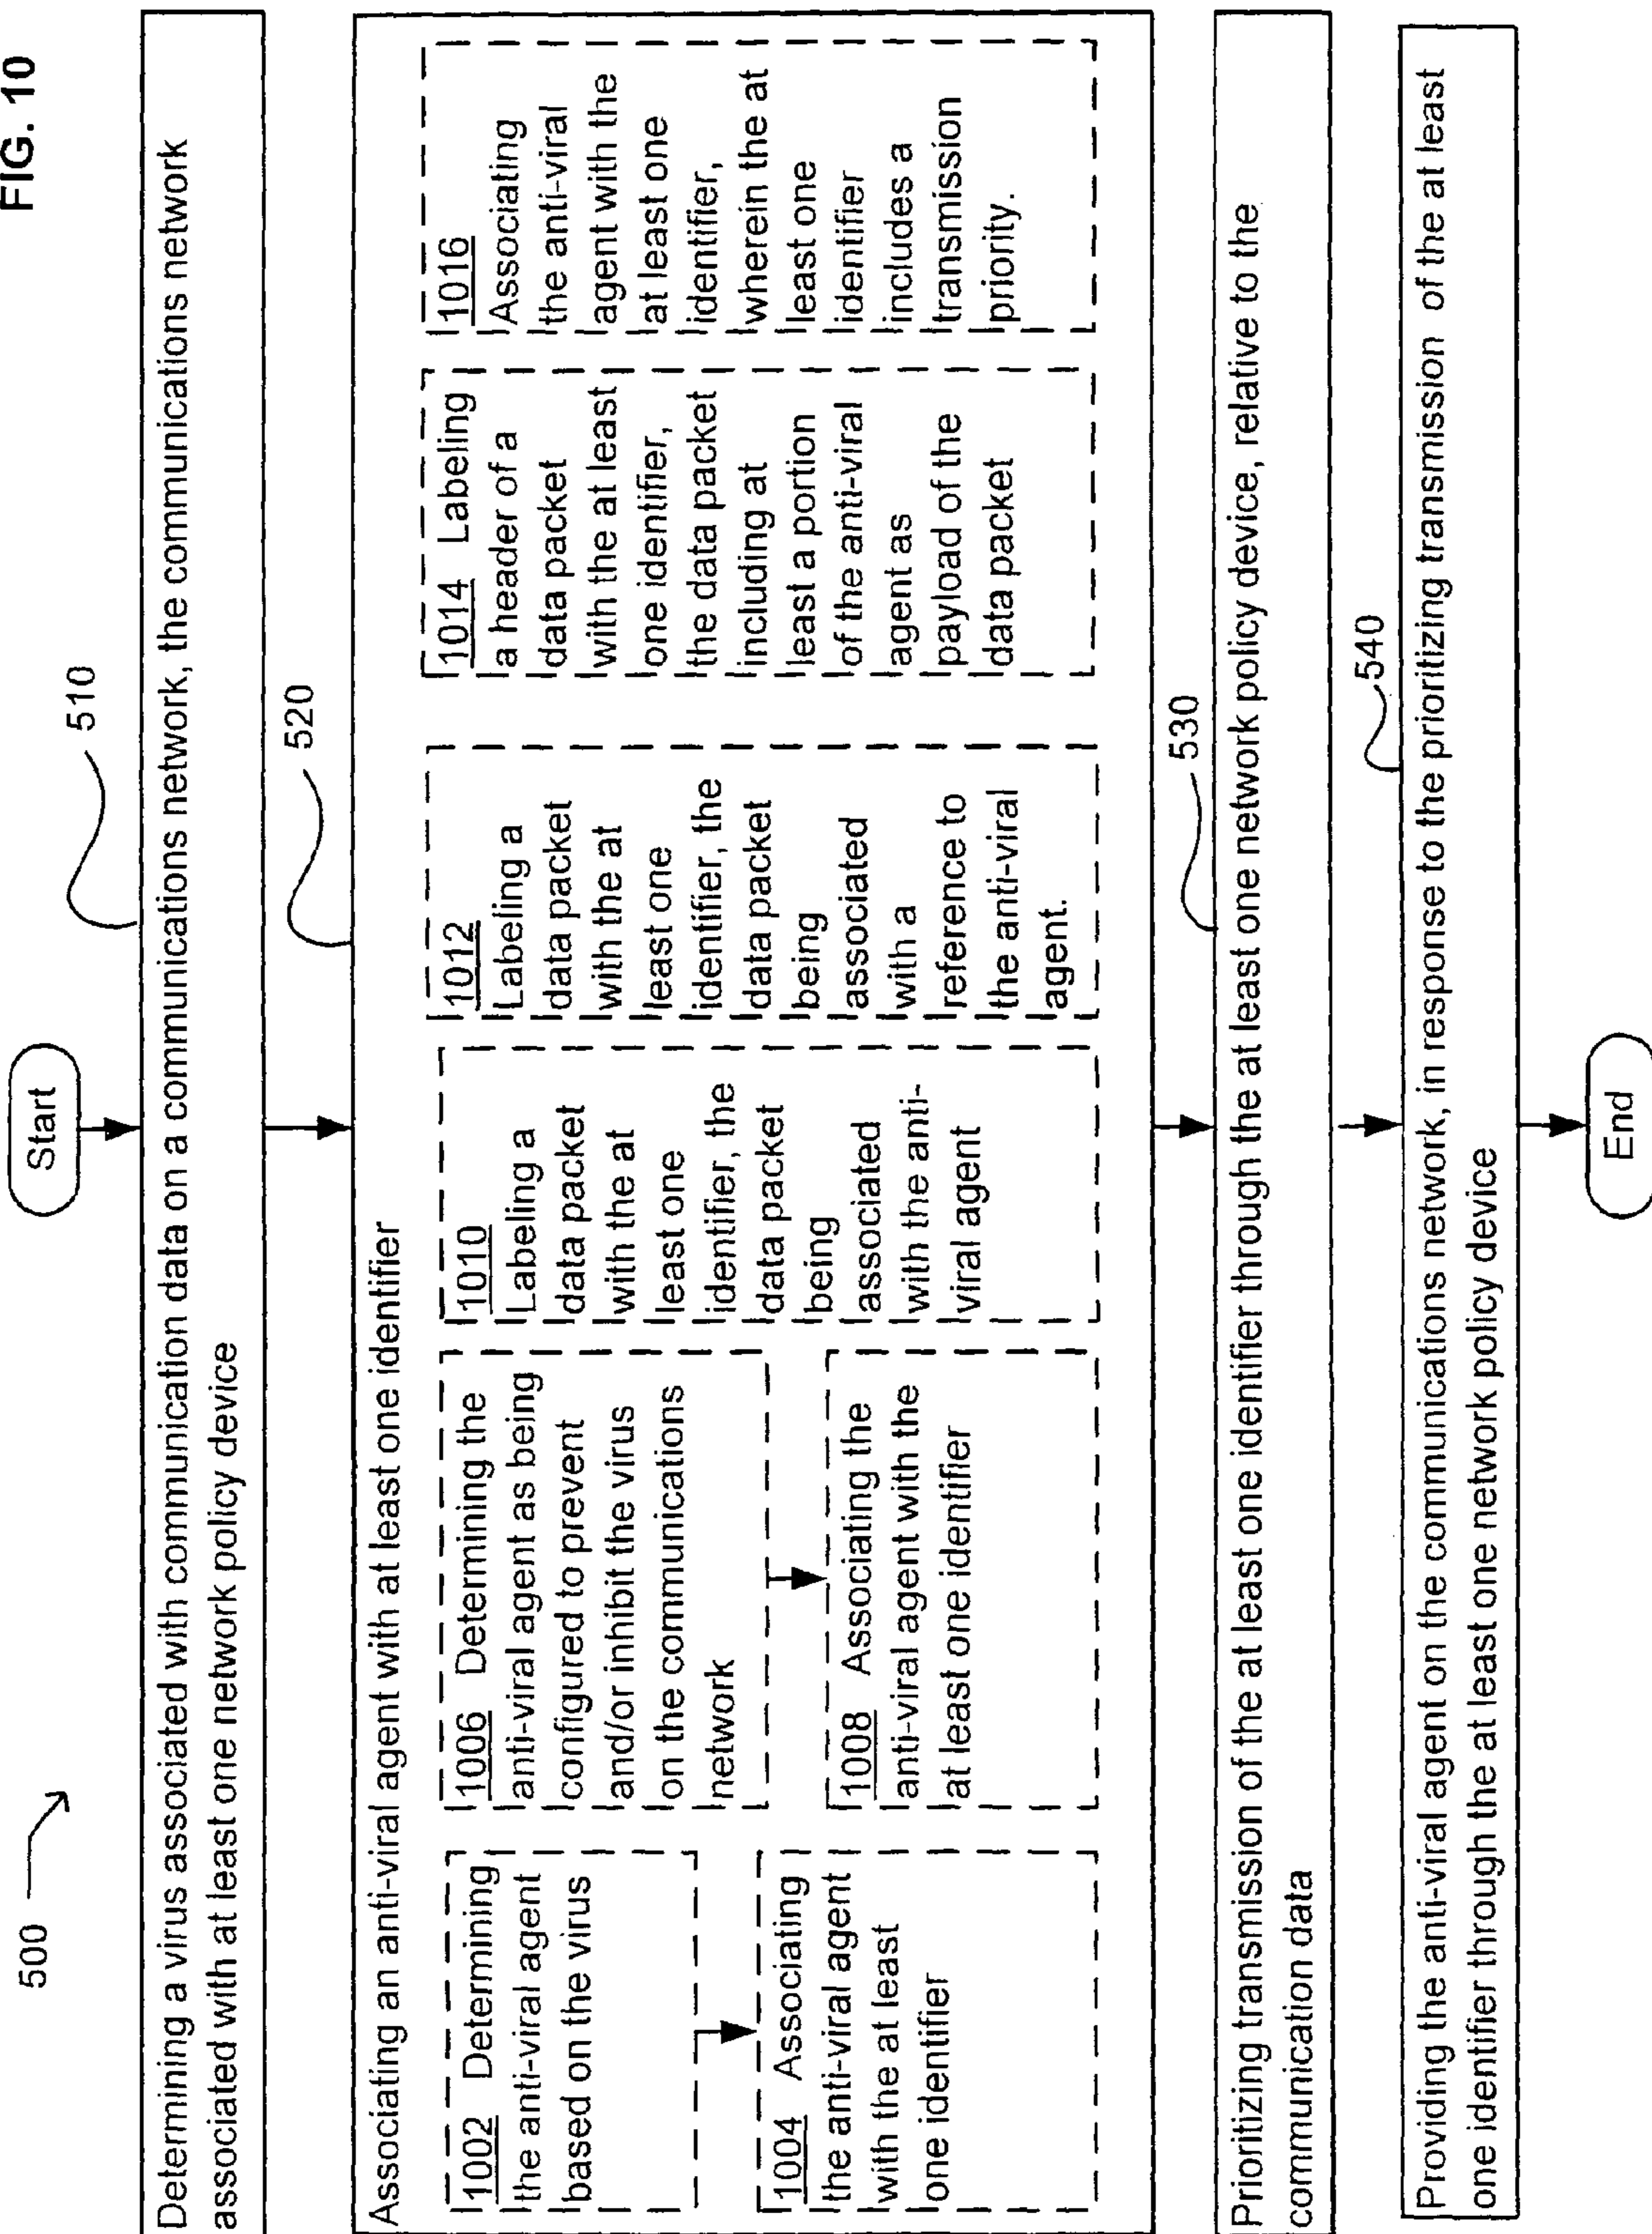 FIG. 10
500
Start
510
Determining a virus associated with communication data on a communications network, the communications network
associated with at least one network policy device
520
Associating an anti-viral agent with at least one identifier
1002 Determining
the anti-viral agent
based on the virus
1004 Associating
the anti-viral agent
with the at least
one identifier
1006 Determining the
anti-viral agent as being
configured to prevent
and/or inhibit the virus
on the communications
network
1008 Associating the
anti-viral agent with the
at least one identifier
1010
Labeling a
data packet
with the at
least one
identifier, the
data packet
being
associated
with the anti-
viral agent
1012
Labeling a
data packet
with the at
least one
identifier, the
data packet
being
associated
with a
reference to
the anti-viral
agent.
1014 Labeling
a header of a
data packet
with the at least
one identifier,
the data packet
including at
least a portion
of the anti-viral
agent as
payload of the
data packet
1016
Associating
the anti-viral
agent with the
at least one
identifier,
wherein the at
least one
identifier
includes a
transmission
priority.
530
Prioritizing transmission of the at least one identifier through the at least one network policy device, relative to the
communication data
540
Providing the anti-viral agent on the communications network, in response to the prioritizing transmission of the at least
one identifier through the at least one network policy device
End